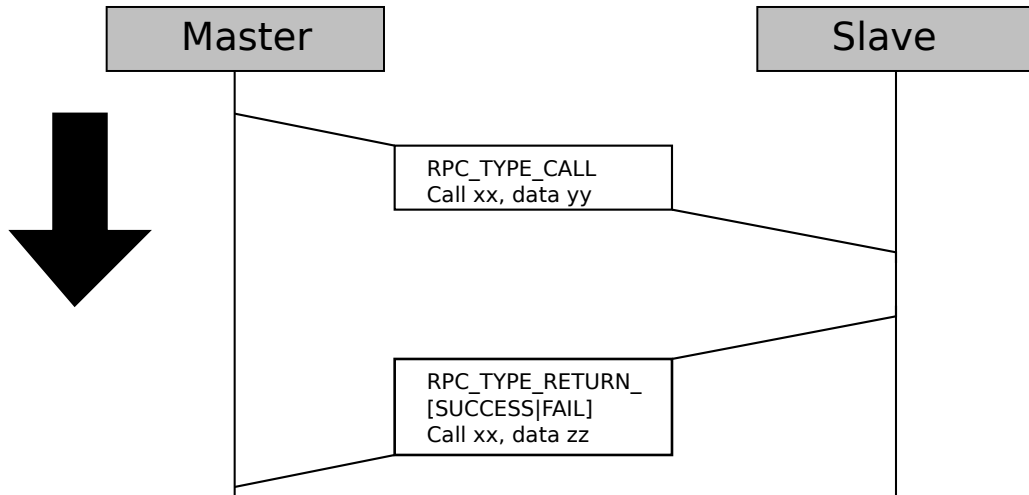 Master
Slave
RPC_TYPE_CALL
Call xx, data yy
RPC_TYPE_RETURN_
[SUCCESS|FAIL]
Call xx, data zz